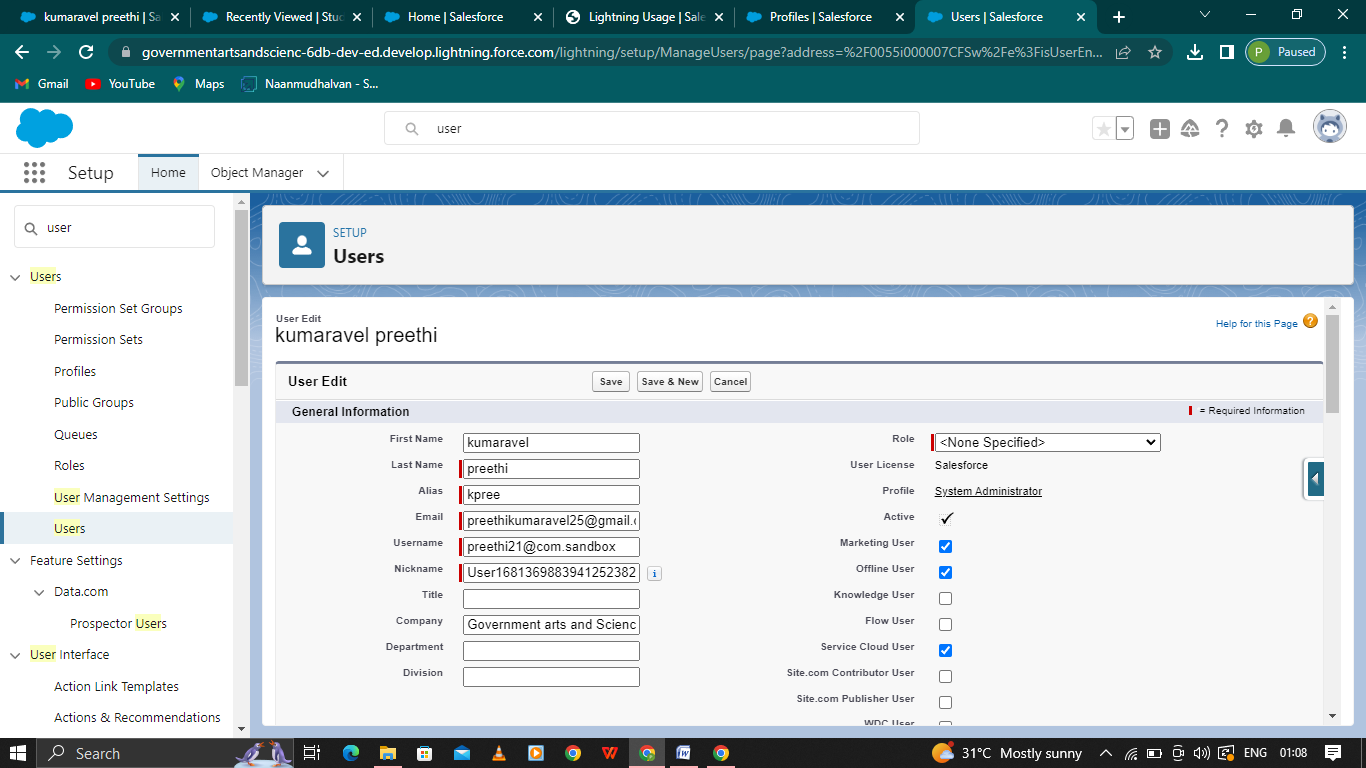 kumaravel preethi | Sa
Recently Viewed | Stud
Home | Salesforce
Lightning Usage | Sale
Profiles | Salesforce
Users | Salesforce
governmentartsandscienc-6db-dev-ed.develop.lightning.force.com/lightning/setup/ManageUsers/page?address=%2F0055i000007CFSw%2Fe%3FisUserEn...
P Paused
Gmail
YouTube
Maps
Naanmudhalvan - S...
user
Setup
Home
Object Manager
user
Users
Permission Set Groups
Permission Sets
Profiles
Public Groups
Queues
Roles
User Management Settings
Users
Feature Settings
Data.com
Prospector Users
User Interface
Action Link Templates
Actions & Recommendations
SETUP
Users
User Edit
kumaravel preethi
Help for this Page ?
User Edit
Save
Save & New
Cancel
General Information
= Required Information
First Name kumaravel
Last Name preethi
Alias kpree
Email preethikumaravel25@gmail.
Username preethi21@com.sandbox
Nickname User1681369883941252382 i
Title
Company Government arts and Scienc
Department
Division
Role <None Specified>
User License Salesforce
Profile System Administrator
Active
Marketing User
Offline User
Knowledge User
Flow User
Service Cloud User
Site.com Contributor User
Site.com Publisher User
WDC User
Search
31°C Mostly sunny
ENG
01:08